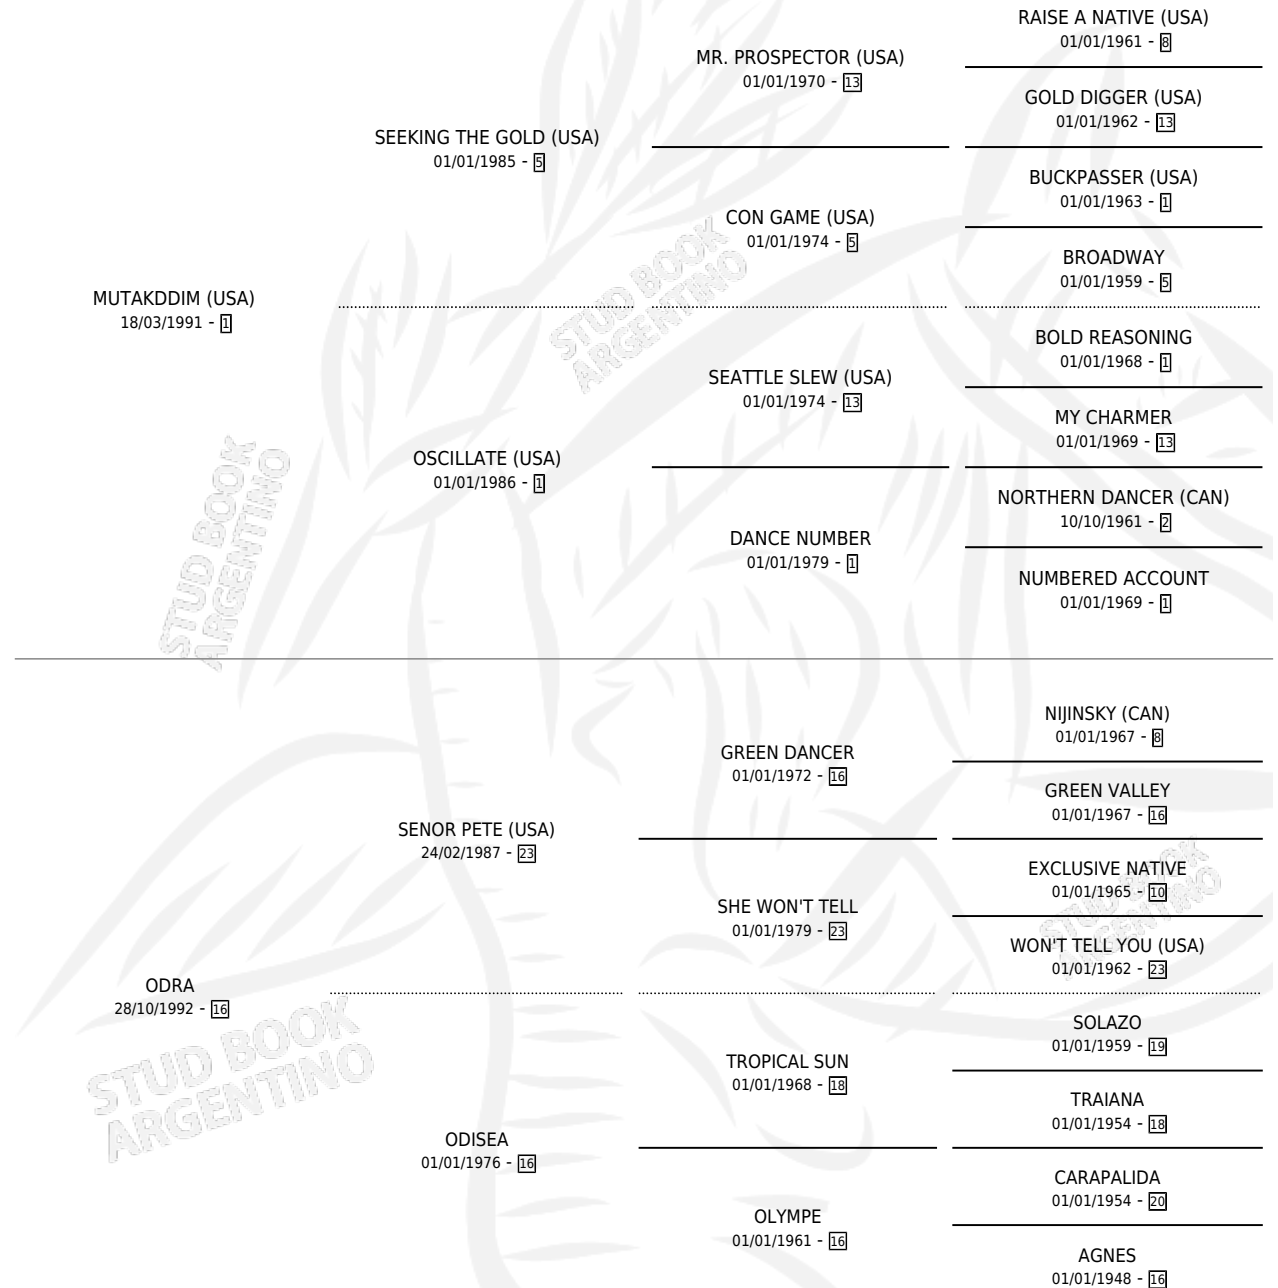 RAISE A NATIVE (USA)
01/01/1961 - 8
MR. PROSPECTOR (USA)
01/01/1970 - 13
GOLD DIGGER (USA)
01/01/1962 - 13
SEEKING THE GOLD (USA)
01/01/1985 - 5
BUCKPASSER (USA)
01/01/1963 - 1
CON GAME (USA)
01/01/1974 - 5
BROADWAY
01/01/1959 - 5
MUTAKDDIM (USA)
18/03/1991 - 1
STUD BOOK
ARGENTINO
BOLD REASONING
01/01/1968 - 1
SEATTLE SLEW (USA)
01/01/1974 - 13
MY CHARMER
01/01/1969 - 13
OSCILLATE (USA)
01/01/1986 - 1
NORTHERN DANCER (CAN)
10/10/1961 - 2
DANCE NUMBER
01/01/1979 - 1
NUMBERED ACCOUNT
01/01/1969 - 1
STUD BOOK
ARGENTINO
NIJINSKY (CAN)
01/01/1967 - 8
GREEN DANCER
01/01/1972 - 16
GREEN VALLEY
01/01/1967 - 16
SENOR PETE (USA)
24/02/1987 - 23
EXCLUSIVE NATIVE
01/01/1965 - 10
SHE WON'T TELL
01/01/1979 - 23
WON'T TELL YOU (USA)
01/01/1962 - 23
STUD BOOK
ARGENTINO
ODRA
28/10/1992 - 16
SOLAZO
01/01/1959 - 19
TROPICAL SUN
01/01/1968 - 18
TRAIANA
01/01/1954 - 18
STUD BOOK
ARGENTINO
ODISEA
01/01/1976 - 16
CARAPALIDA
01/01/1954 - 20
OLYMPE
01/01/1961 - 16
AGNES
01/01/1948 - 16